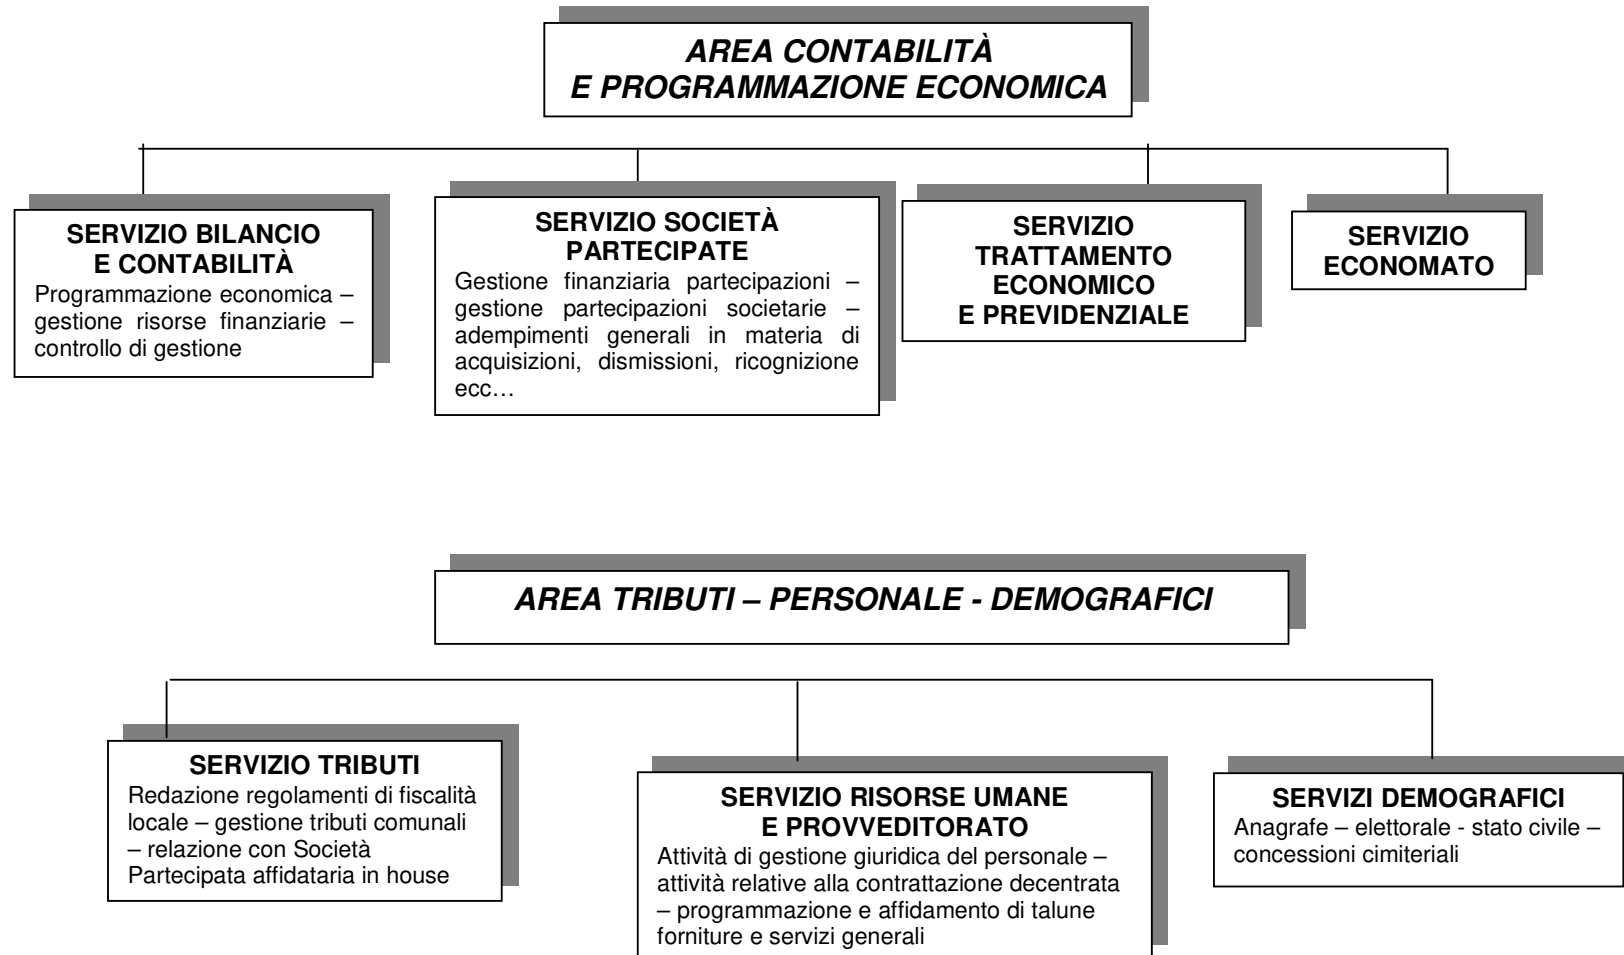 AREA CONTABILITÀ
E PROGRAMMAZIONE ECONOMICA
SERVIZIO BILANCIO
E CONTABILITÀ
Programmazione economica –
gestione risorse finanziarie –
controllo di gestione
SERVIZIO SOCIETÀ
PARTECIPATE
Gestione finanziaria partecipazioni –
gestione partecipazioni societarie –
adempimenti generali in materia di
acquisizioni, dismissioni, ricognizione
ecc…
SERVIZIO
TRATTAMENTO
ECONOMICO
E PREVIDENZIALE
SERVIZIO
ECONOMATO
AREA TRIBUTI – PERSONALE - DEMOGRAFICI
SERVIZIO TRIBUTI
Redazione regolamenti di fiscalità
locale – gestione tributi comunali
– relazione con Società
Partecipata affidataria in house
SERVIZIO RISORSE UMANE
E PROVVEDITORATO
Attività di gestione giuridica del personale –
attività relative alla contrattazione decentrata
– programmazione e affidamento di talune
forniture e servizi generali
SERVIZI DEMOGRAFICI
Anagrafe – elettorale - stato civile –
concessioni cimiteriali